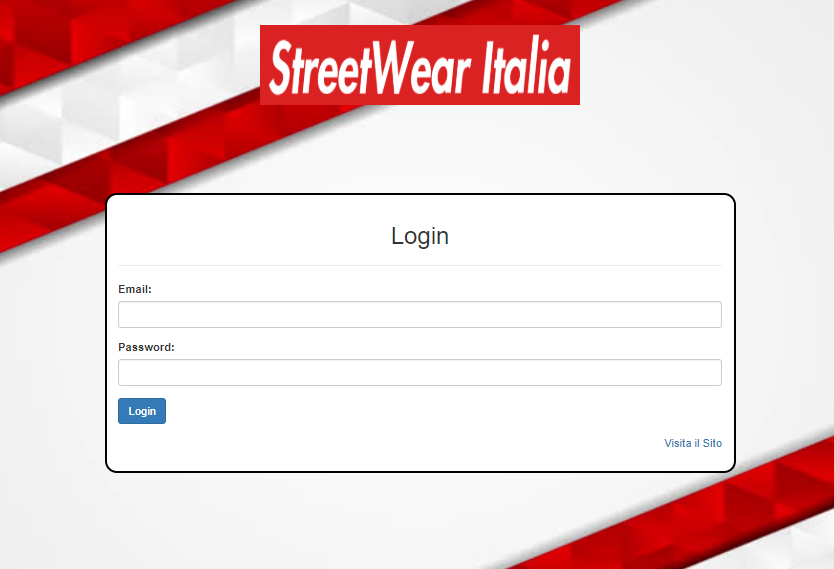 StreetWear Italia
Login
Email:
Password:
Login
Visita il Sito